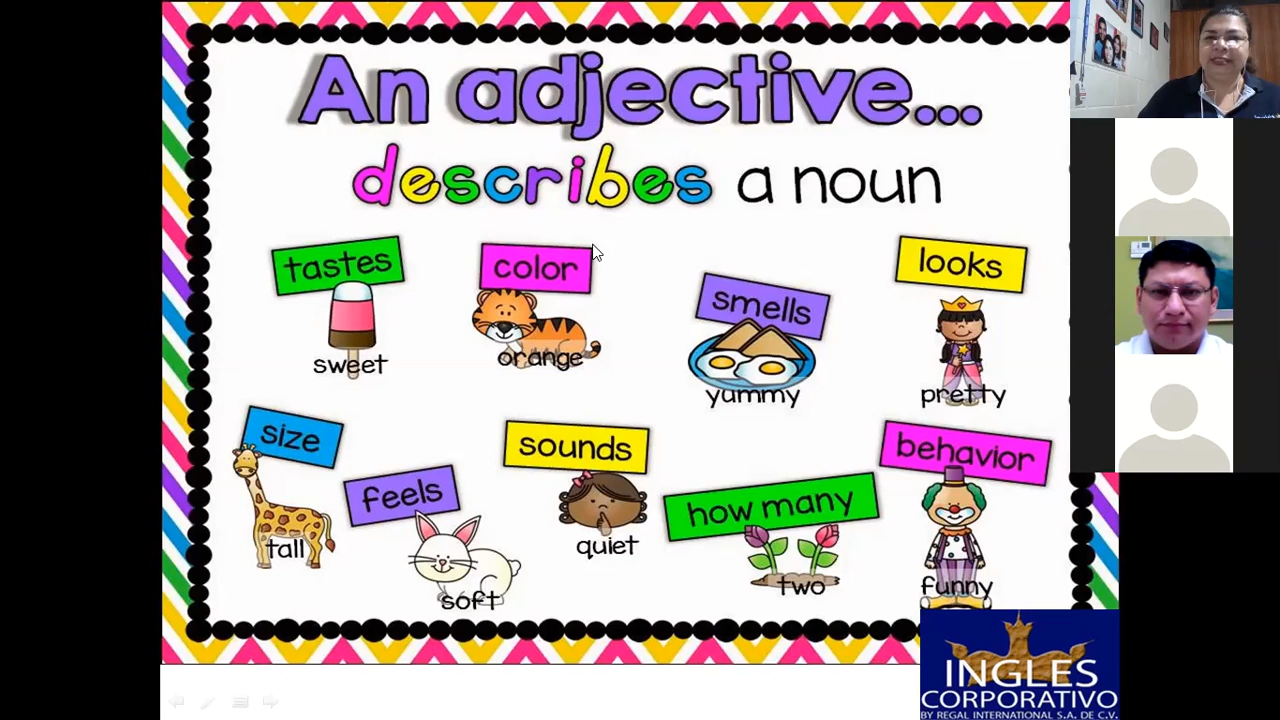 An adjective...
describes a noun
tastes
sweet
color
orange
smells
yummy
looks
pretty
size
tall
feels
soft
sounds
quiet
how many
two
behavior
funny
INGLES
CORPORATIVO
BY REGAL INTERNATIONAL S.A. DE C.V.